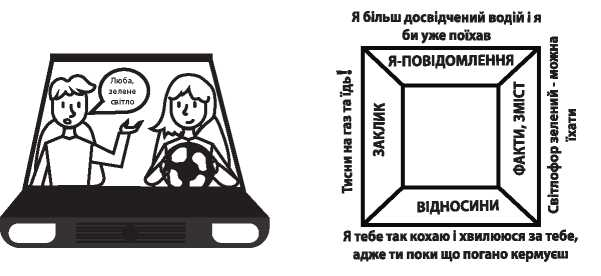 Люба,
зелене
світло
Я більш досвідчений водій і я
би уже поїхав
Я-ПОВІДОМЛЕННЯ
Тисни на газ та їдь!
ЗАКЛИК
ФАКТИ, ЗМІСТ
Світлофор зелений - можна
їхати
ВІДНОСИНИ
Я тебе так кохаю і хвилююся за тебе,
адже ти поки що погано кермуєш